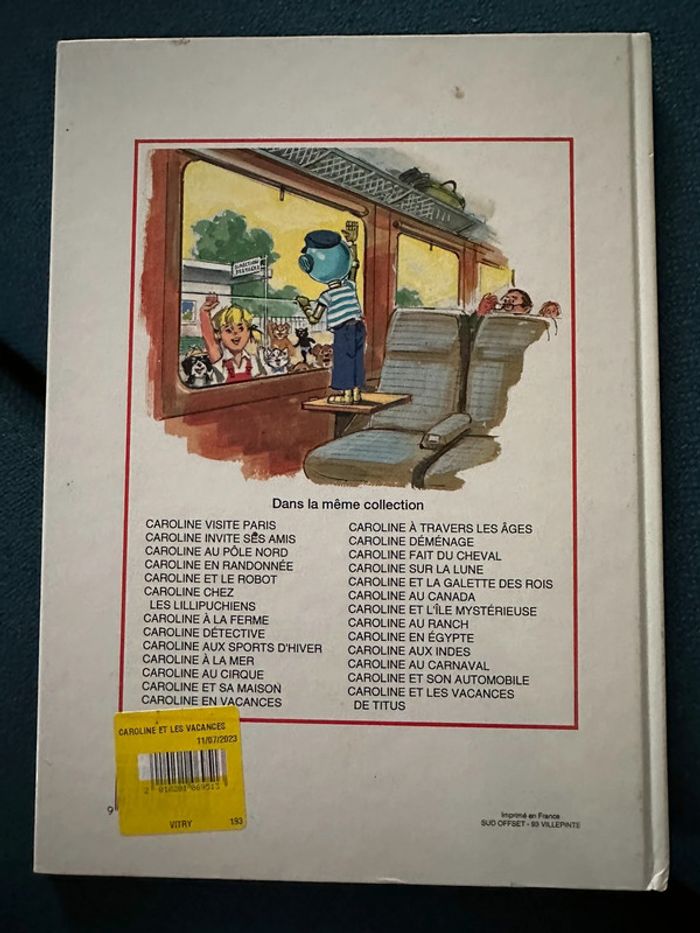 Dans la même collection
CAROLINE VISITE PARIS
CAROLINE INVITE SES AMIS
CAROLINE AU PÔLE NORD
CAROLINE EN RANDONNÉE
CAROLINE ET LE ROBOT
CAROLINE CHEZ
LES LILLIPUCHIENS
CAROLINE À LA FERME
CAROLINE DÉTECTIVE
CAROLINE AUX SPORTS D'HIVER
CAROLINE À LA MER
CAROLINE AU CIRQUE
CAROLINE ET SA MAISON
CAROLINE EN VACANCES
CAROLINE À TRAVERS LES ÂGES
CAROLINE DÉMÉNAGE
CAROLINE FAIT DU CHEVAL
CAROLINE SUR LA LUNE
CAROLINE ET LA GALETTE DES ROIS
CAROLINE AU CANADA
CAROLINE ET L'ÎLE MYSTÉRIEUSE
CAROLINE AU RANCH
CAROLINE EN ÉGYPTE
CAROLINE AUX INDES
CAROLINE AU CARNAVAL
CAROLINE ET SON AUTOMOBILE
CAROLINE ET LES VACANCES
DE TITUS
CAROLINE ET LES VACANCES
11/07/2023
9
VITRY 193
Imprimé en France
SUD OFFSET - 93 VILLEPINTE